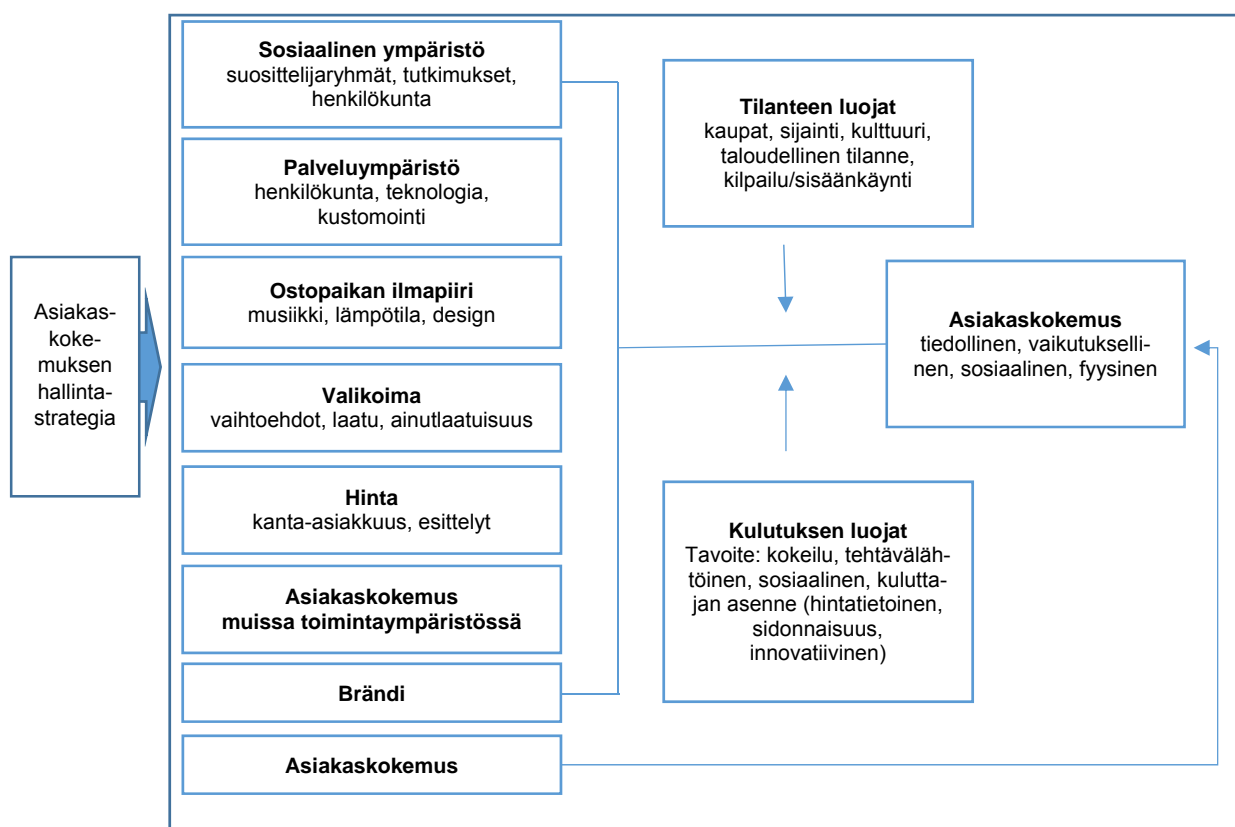 Asiakas-
koke-
muksen
hallinta-
strategia
Sosiaalinen ympäristö
suosittelijaryhmät, tutkimukset,
henkilökunta
Palveluympäristö
henkilökunta, teknologia,
kustomointi
Ostopaikan ilmapiiri
musiikki, lämpötila, design
Valikoima
vaihtoehdot, laatu, ainutlaatuisuus
Hinta
kanta-asiakkuus, esittelyt
Asiakaskokemus
muissa toimintaympäristössä
Brändi
Asiakaskokemus
Tilanteen luojat
kaupat, sijainti, kulttuuri,
taloudellinen tilanne,
kilpailu/sisäänkäynti
Kulutuksen luojat
Tavoite: kokeilu, tehtäväläh-
töinen, sosiaalinen, kulutta-
jan asenne (hintatietoinen,
sidonnaisuus,
innovatiivinen)
Asiakaskokemus
tiedollinen, vaikutukselli-
nen, sosiaalinen, fyysinen